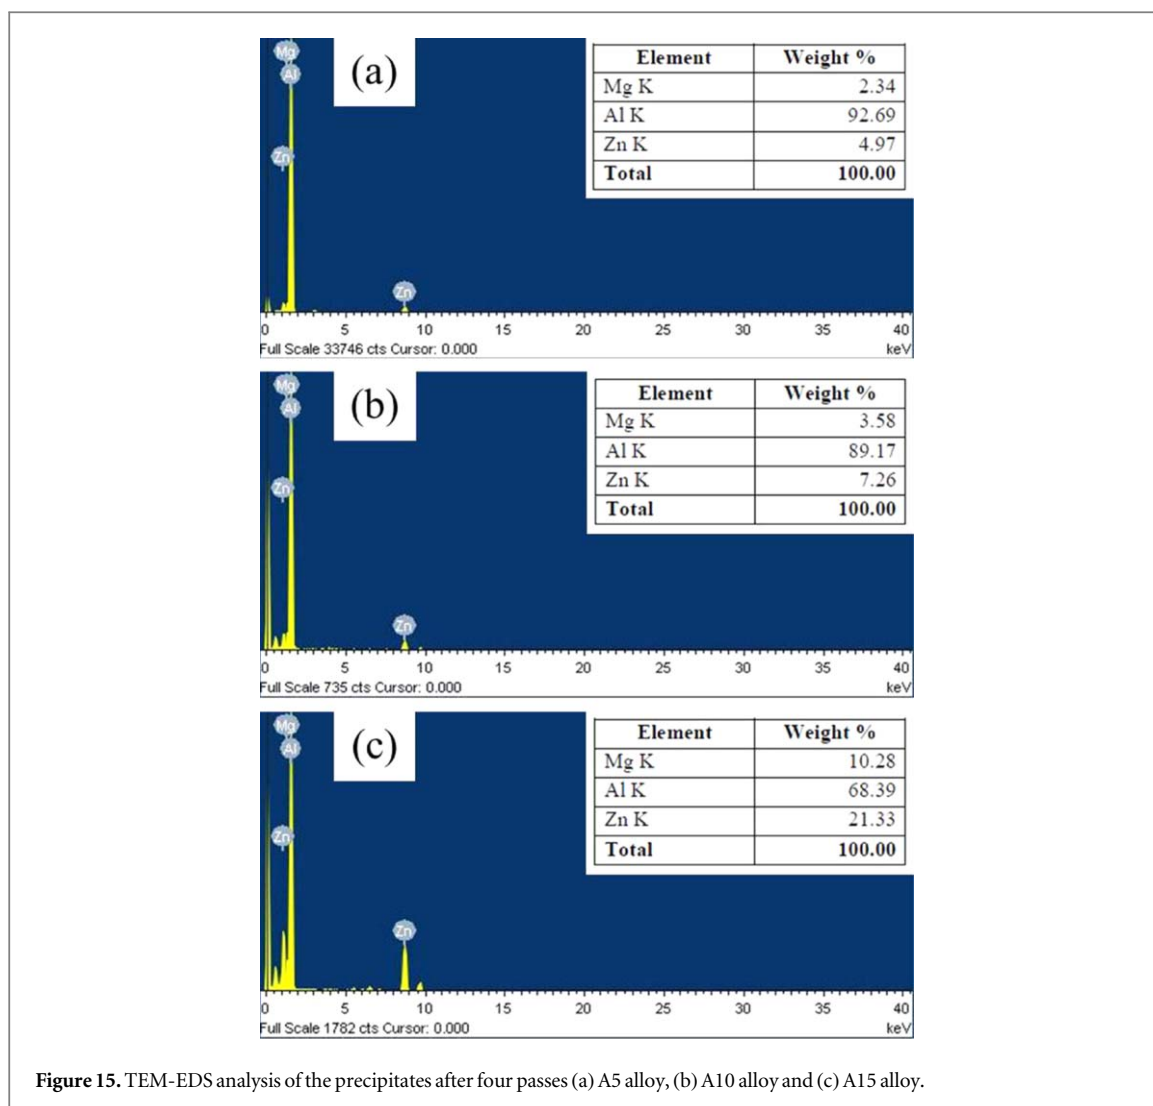 Mg
Al
Zn
(a)
Element Weight %
Mg K 2.34
Al K 92.69
Zn K 4.97
Total 100.00
Zn
0 5 10 15 20 25 30 35 40
Full Scale 33746 cts Cursor: 0.000 keV
Mg
Al
Zn
(b)
Element Weight %
Mg K 3.58
Al K 89.17
Zn K 7.26
Total 100.00
Zn
0 5 10 15 20 25 30 35 40
Full Scale 735 cts Cursor: 0.000 keV
Mg
Al
Zn
(c)
Element Weight %
Mg K 10.28
Al K 68.39
Zn K 21.33
Total 100.00
Zn
0 5 10 15 20 25 30 35 40
Full Scale 1782 cts Cursor: 0.000 keV
Figure 15. TEM-EDS analysis of the precipitates after four passes (a) A5 alloy, (b) A10 alloy and (c) A15 alloy.